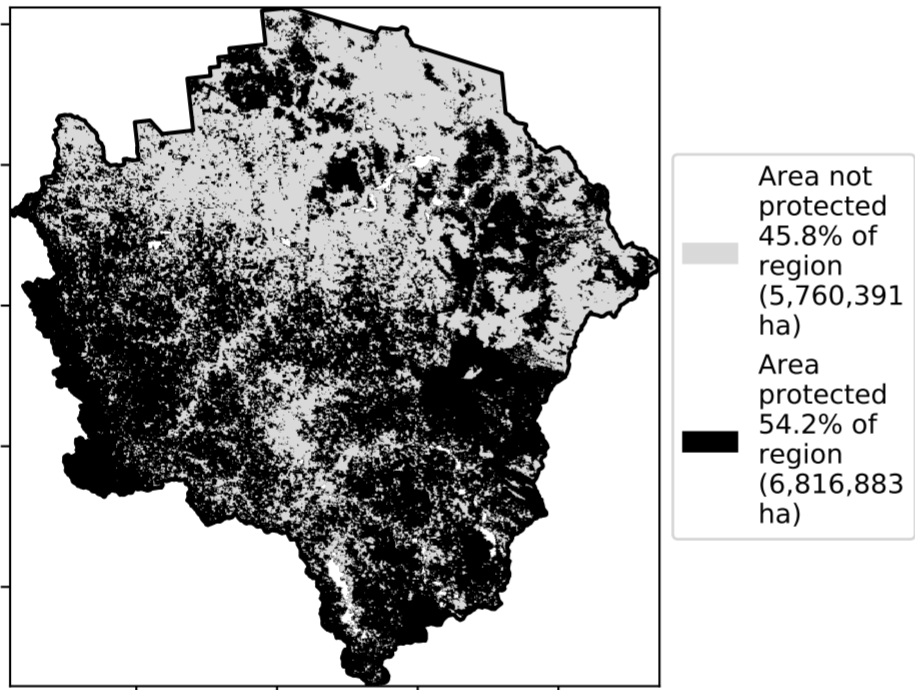 Area not
protected
45.8% of
region
(5,760,391
ha)
Area
protected
54.2% of
region
(6,816,883
ha)